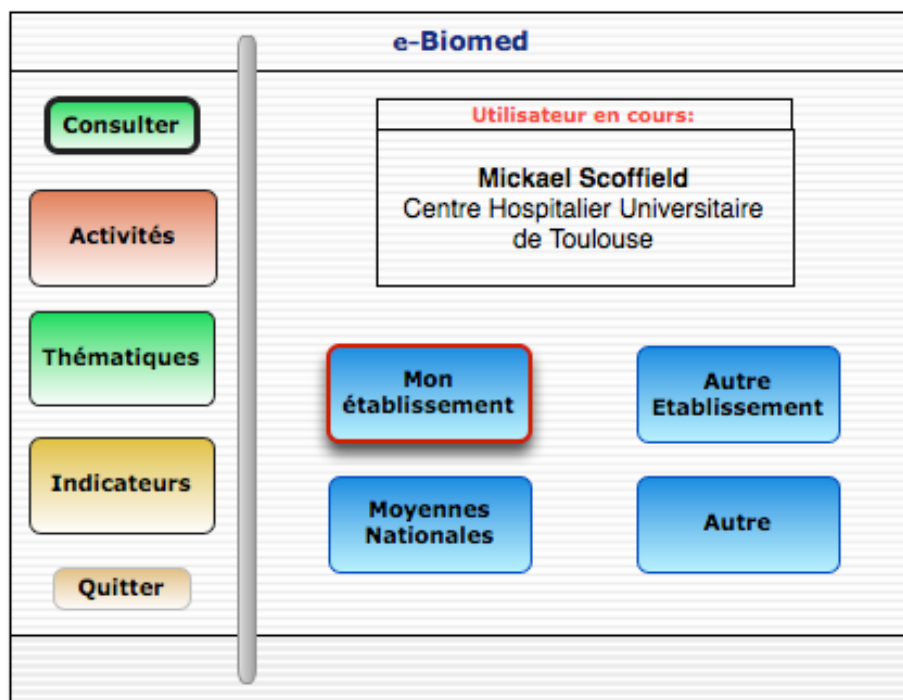 e-Biomed
Consulter
Activités
Thématiques
Indicateurs
Quitter
Utilisateur en cours:
Mickael Scoffield
Centre Hospitalier Universitaire
de Toulouse
Mon
établissement
Autre
Etablissement
Moyennes
Nationales
Autre